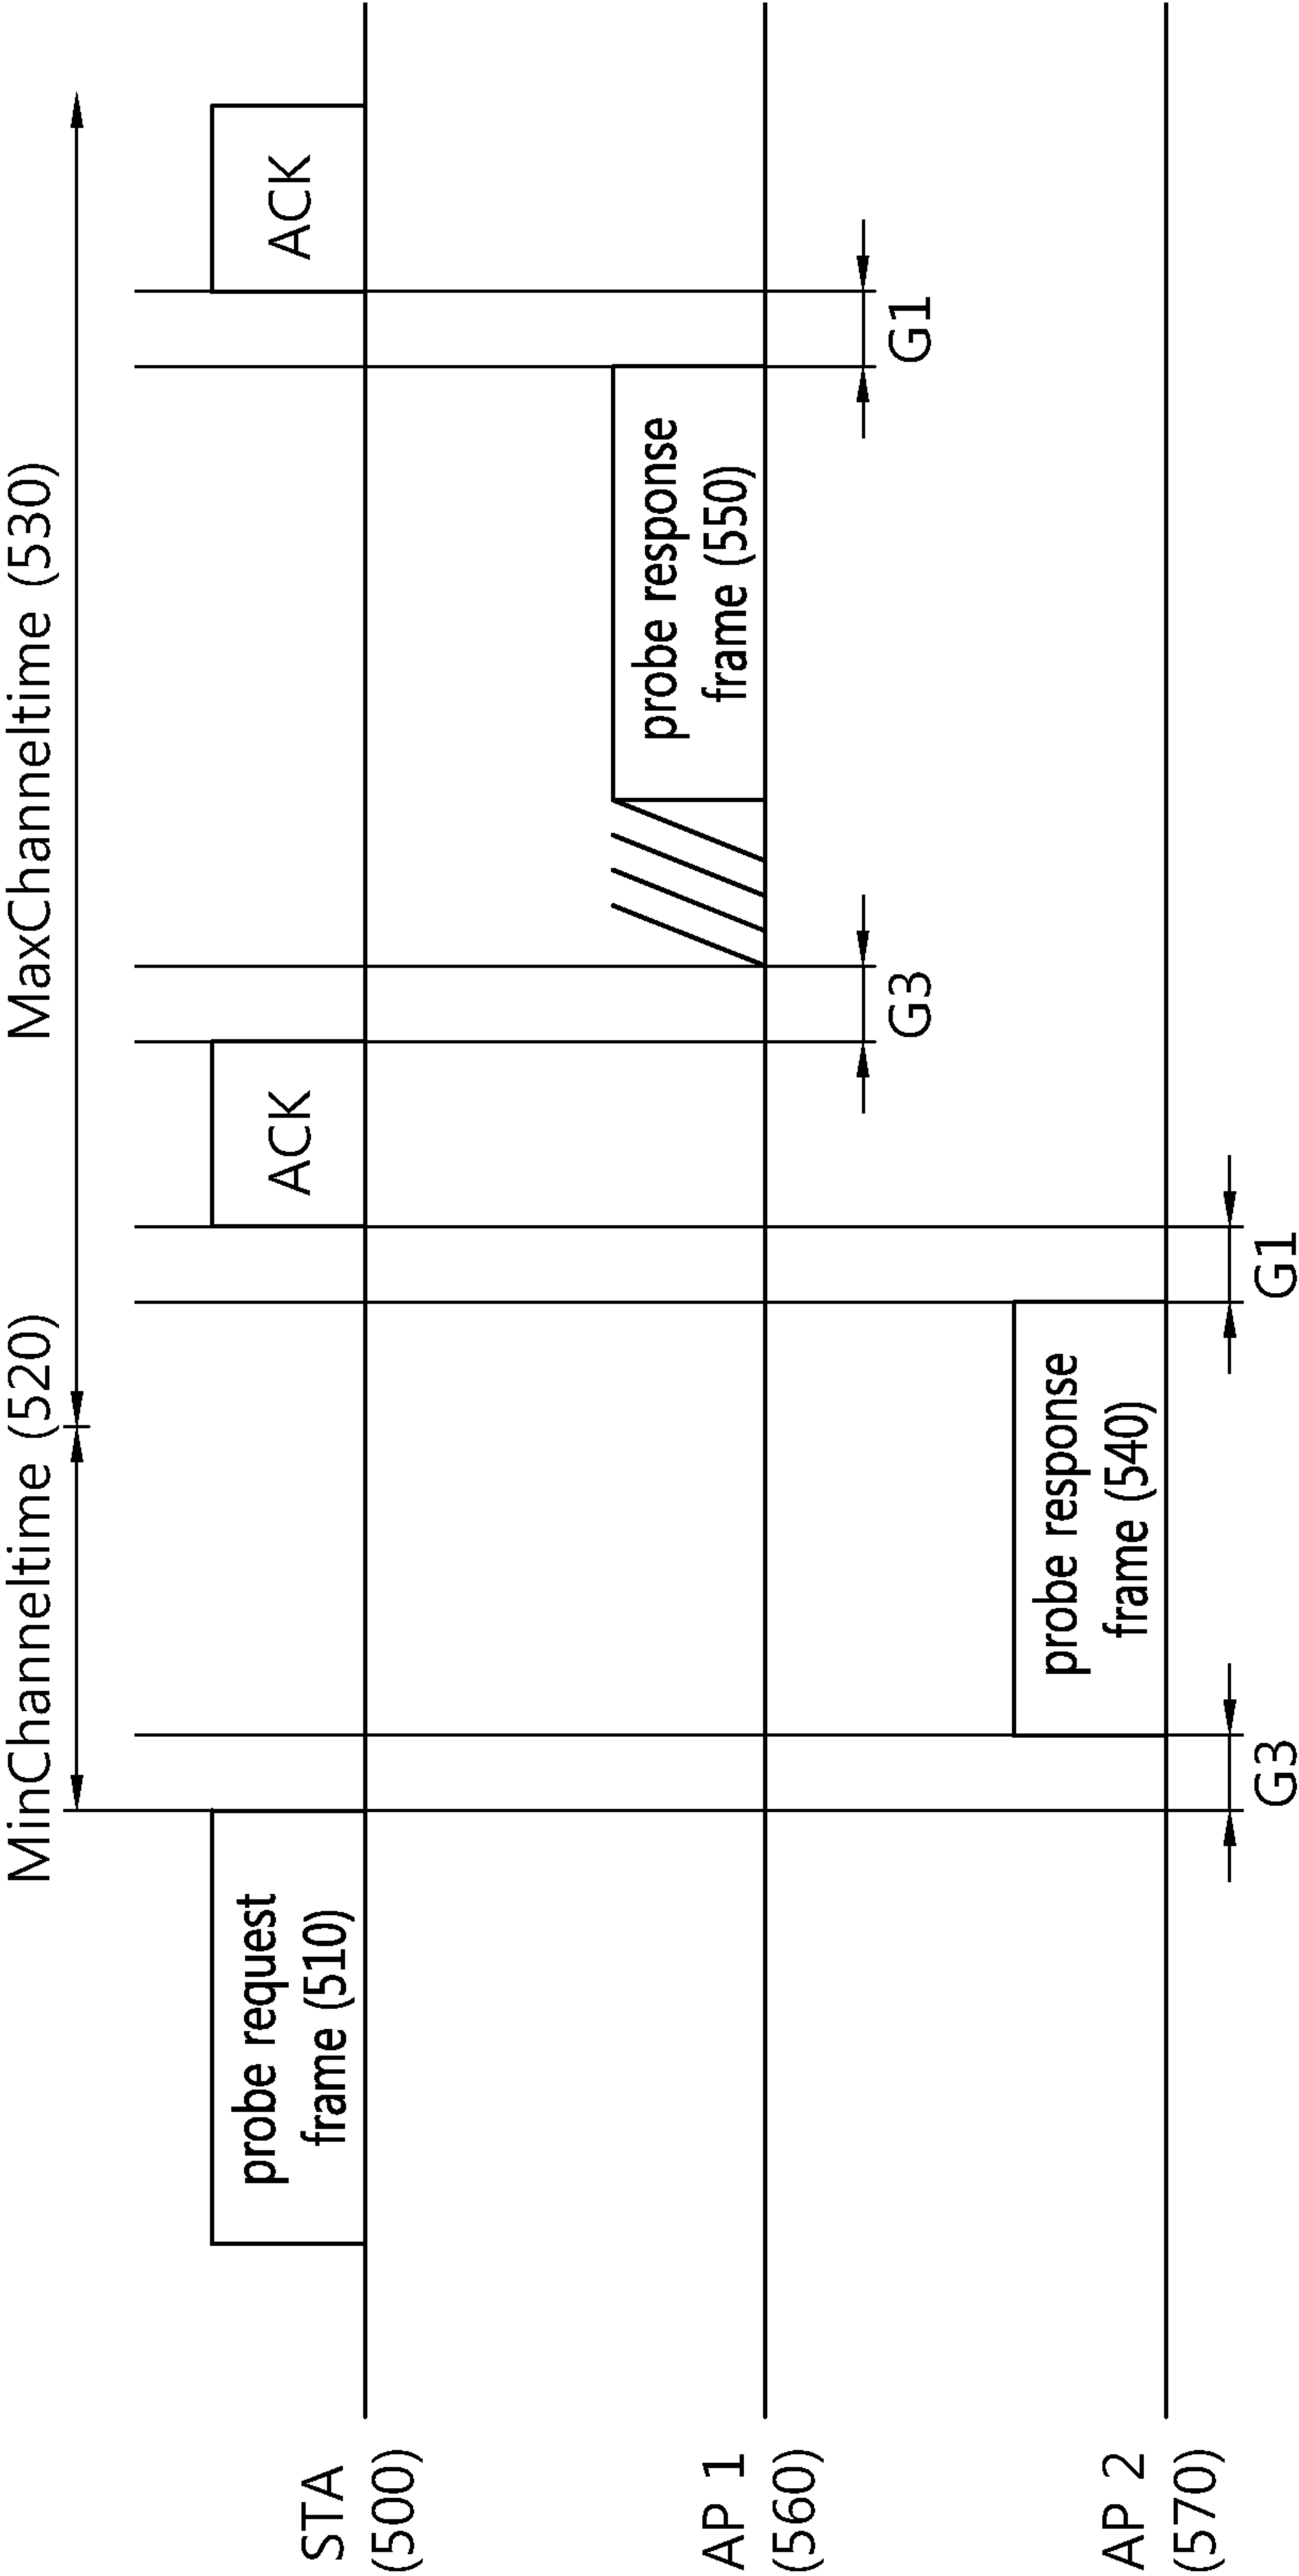 MinChanneltime (520)
MaxChanneltime (530)
probe request
frame (510)
ACK
ACK
STA
(500)
probe response
frame (550)
G3
G1
AP 1
(560)
probe response
frame (540)
G3
G1
AP 2
(570)